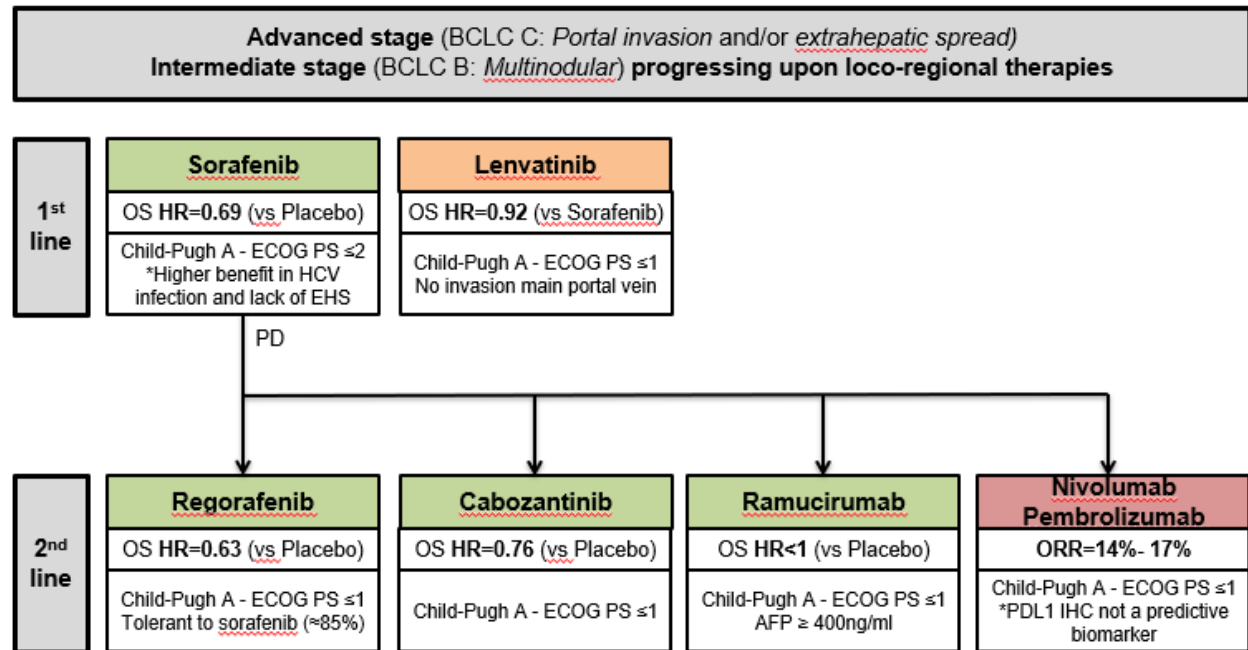 Advanced stage (BCLC C: Portal invasion and/or extrahepatic spread)
Intermediate stage (BCLC B: Multinodular) progressing upon loco-regional therapies
1st
line
Sorafenib
OS HR=0.69 (vs Placebo)
Child-Pugh A - ECOG PS ≤2
*Higher benefit in HCV
infection and lack of EHS
Lenvatinib
OS HR=0.92 (vs Sorafenib)
Child-Pugh A - ECOG PS ≤1
No invasion main portal vein
PD
2nd
line
Regorafenib
OS HR=0.63 (vs Placebo)
Child-Pugh A - ECOG PS ≤1
Tolerant to sorafenib (≈85%)
Cabozantinib
OS HR=0.76 (vs Placebo)
Child-Pugh A - ECOG PS ≤1
Ramucirumab
OS HR<1 (vs Placebo)
Child-Pugh A - ECOG PS ≤1
AFP ≥ 400ng/ml
Nivolumab
Pembrolizumab
ORR=14%- 17%
Child-Pugh A - ECOG PS ≤1
*PDL1 IHC not a predictive
biomarker